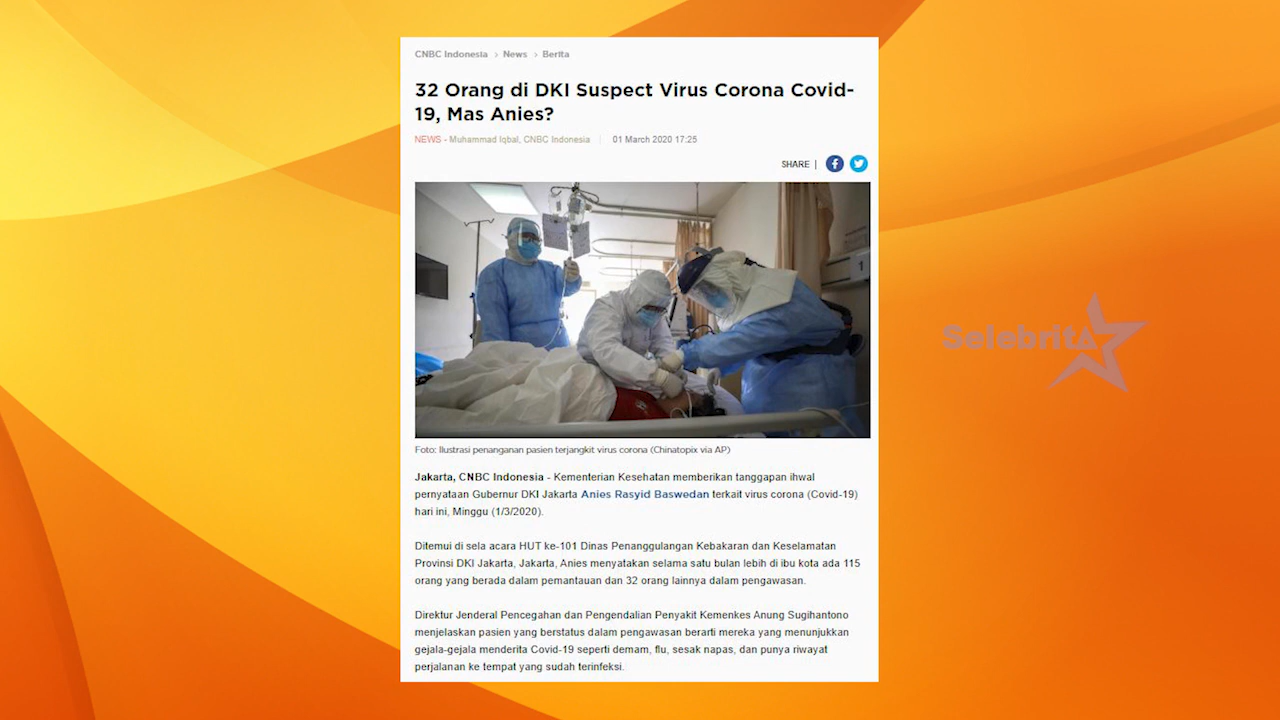 CNBC Indonesia > News > Berita
32 Orang di DKI Suspect Virus Corona Covid-
19, Mas Anies?
NEWS - Muhammad Iqbal, CNBC Indonesia | 01 March 2020 17:25
SHARE |
1
Foto: Ilustrasi penanganan pasien terjangkit virus corona (Chinatopix via AP)
Selebrita
Jakarta, CNBC Indonesia - Kementerian Kesehatan memberikan tanggapan ihwal
pernyataan Gubernur DKI Jakarta Anies Rasyid Baswedan terkait virus corona (Covid-19)
hari ini, Minggu (1/3/2020).
Ditemui di sela acara HUT ke-101 Dinas Penanggulangan Kebakaran dan Keselamatan
Provinsi DKI Jakarta, Jakarta, Anies menyatakan selama satu bulan lebih di ibu kota ada 115
orang yang berada dalam pemantauan dan 32 orang lainnya dalam pengawasan.
Direktur Jenderal Pencegahan dan Pengendalian Penyakit Kemenkes Anung Sugihantono
menjelaskan pasien yang berstatus dalam pengawasan berarti mereka yang menunjukkan
gejala-gejala menderita Covid-19 seperti demam, flu, sesak napas, dan punya riwayat
perjalanan ke tempat yang sudah terinfeksi.